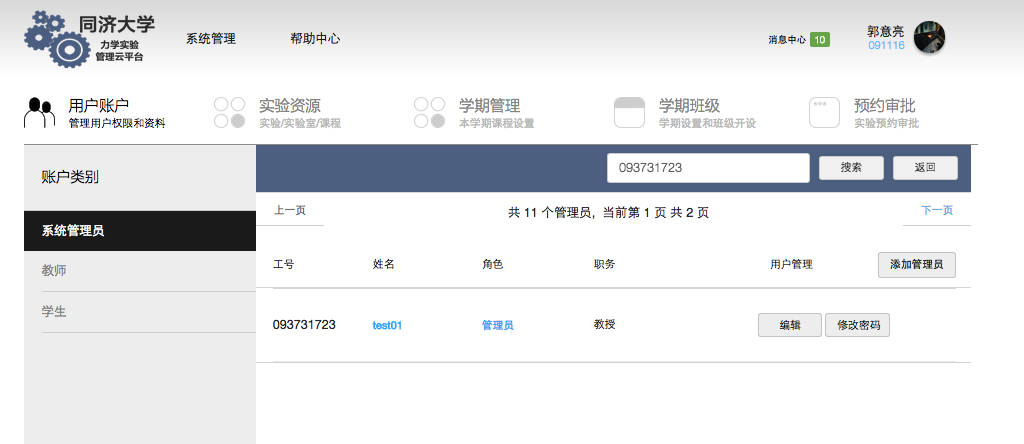 同济大学
力学实验
管理云平台
系统管理
帮助中心
消息中心 10
郭意亮
091116
用户账户
管理用户权限和资料
实验资源
实验/实验室/课程
学期管理
本学期课程设置
学期班级
学期设置和班级开设
预约审批
实验预约审批
账户类别
系统管理员
教师
学生
093731723
搜索
返回
上一页
共 11 个管理员, 当前第 1 页 共 2 页
下一页
工号 姓名 角色 职务 用户管理 添加管理员
093731723 test01 管理员 教授 编辑 修改密码